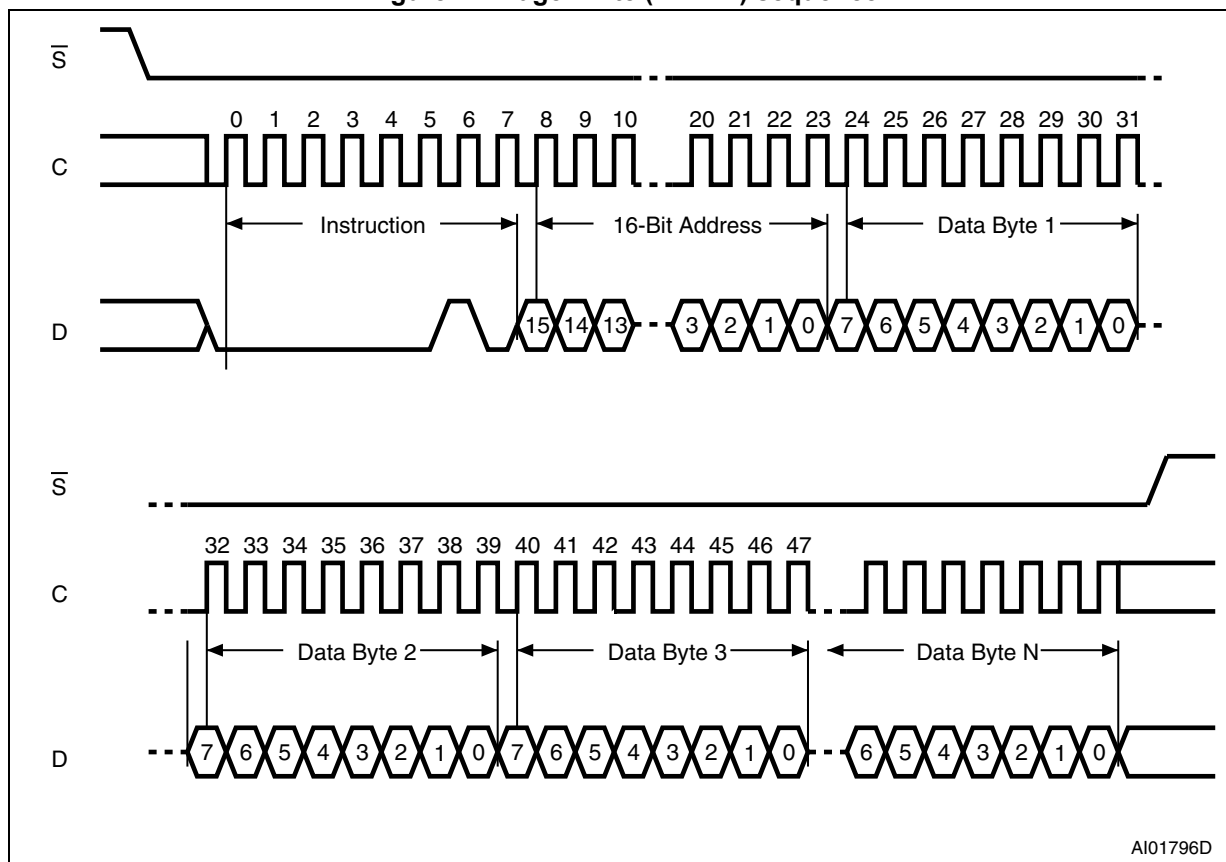 S
0 1 2 3 4 5 6 7 8 9 10 20 21 22 23 24 25 26 27 28 29 30 31
C
Instruction 16-Bit Address Data Byte 1
D 15 14 13 3 2 1 0 7 6 5 4 3 2 1 0
S
32 33 34 35 36 37 38 39 40 41 42 43 44 45 46 47
C
Data Byte 2 Data Byte 3 Data Byte N
D 7 6 5 4 3 2 1 0 7 6 5 4 3 2 1 0 6 5 4 3 2 1 0
AI01796D